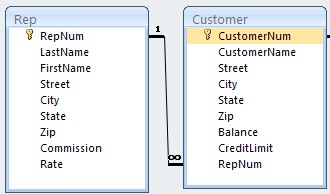 Rep
RepNum
LastName
FirstName
Street
City
State
Zip
Commission
Rate
1
∞
Customer
CustomerNum
CustomerName
Street
City
State
Zip
Balance
CreditLimit
RepNum